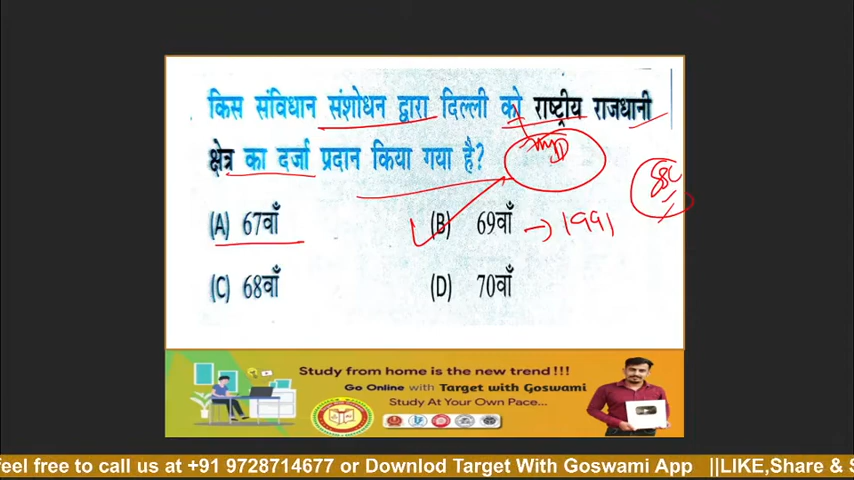 किस संविधान संशोधन द्वारा दिल्ली को राष्ट्रीय राजधानी
क्षेत्र का दर्जा प्रदान किया गया है?
(A) 67वाँ (B) 69वाँ → 1991
SSC
(C) 68वाँ (D) 70वाँ
Study from home is the new trend !!!
Go Online with Target with Goswami
Study At Your Own Pace...
feel free to call us at +91 9728714677 or Downlod Target With Goswami App ||LIKE,Share & S